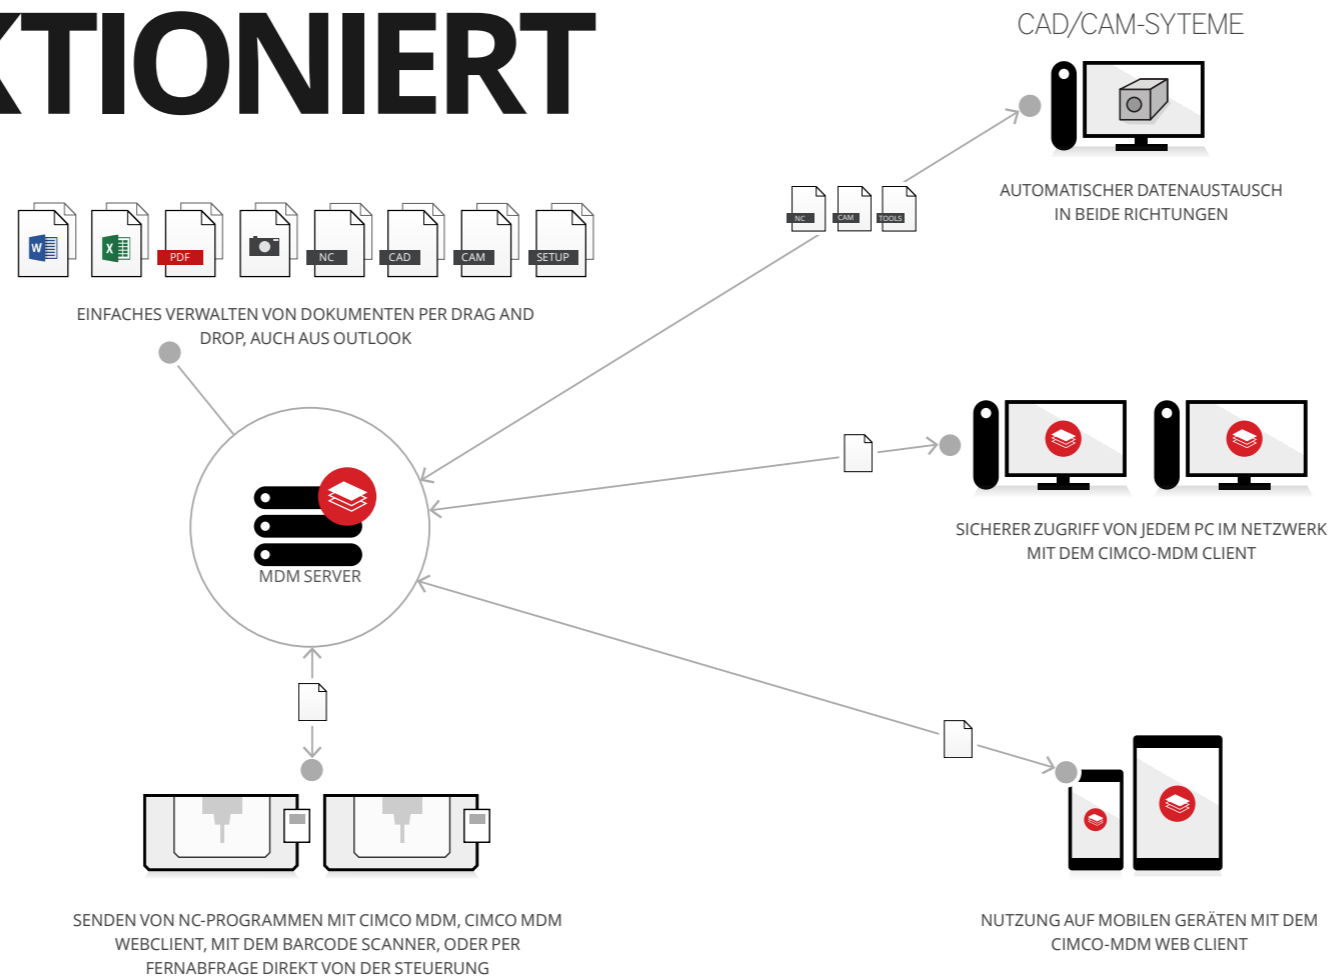 KTIONIERT
CAD/CAM-SYTEME
AUTOMATISCHER DATENAUSTAUSCH
IN BEIDE RICHTUNGEN
NC
CAM
TOOLS
W
X
PDF
NC
CAD
CAM
SETUP
EINFACHES VERWALTEN VON DOKUMENTEN PER DRAG AND
DROP, AUCH AUS OUTLOOK
MDM SERVER
SICHERER ZUGRIFF VON JEDEM PC IM NETZWERK
MIT DEM CIMCO-MDM CLIENT
SENDEN VON NC-PROGRAMMEN MIT CIMCO MDM, CIMCO MDM
WEBCLIENT, MIT DEM BARCODE SCANNER, ODER PER
FERNABFRAGE DIREKT VON DER STEUERUNG
NUTZUNG AUF MOBILEN GERÄTEN MIT DEM
CIMCO-MDM WEB CLIENT